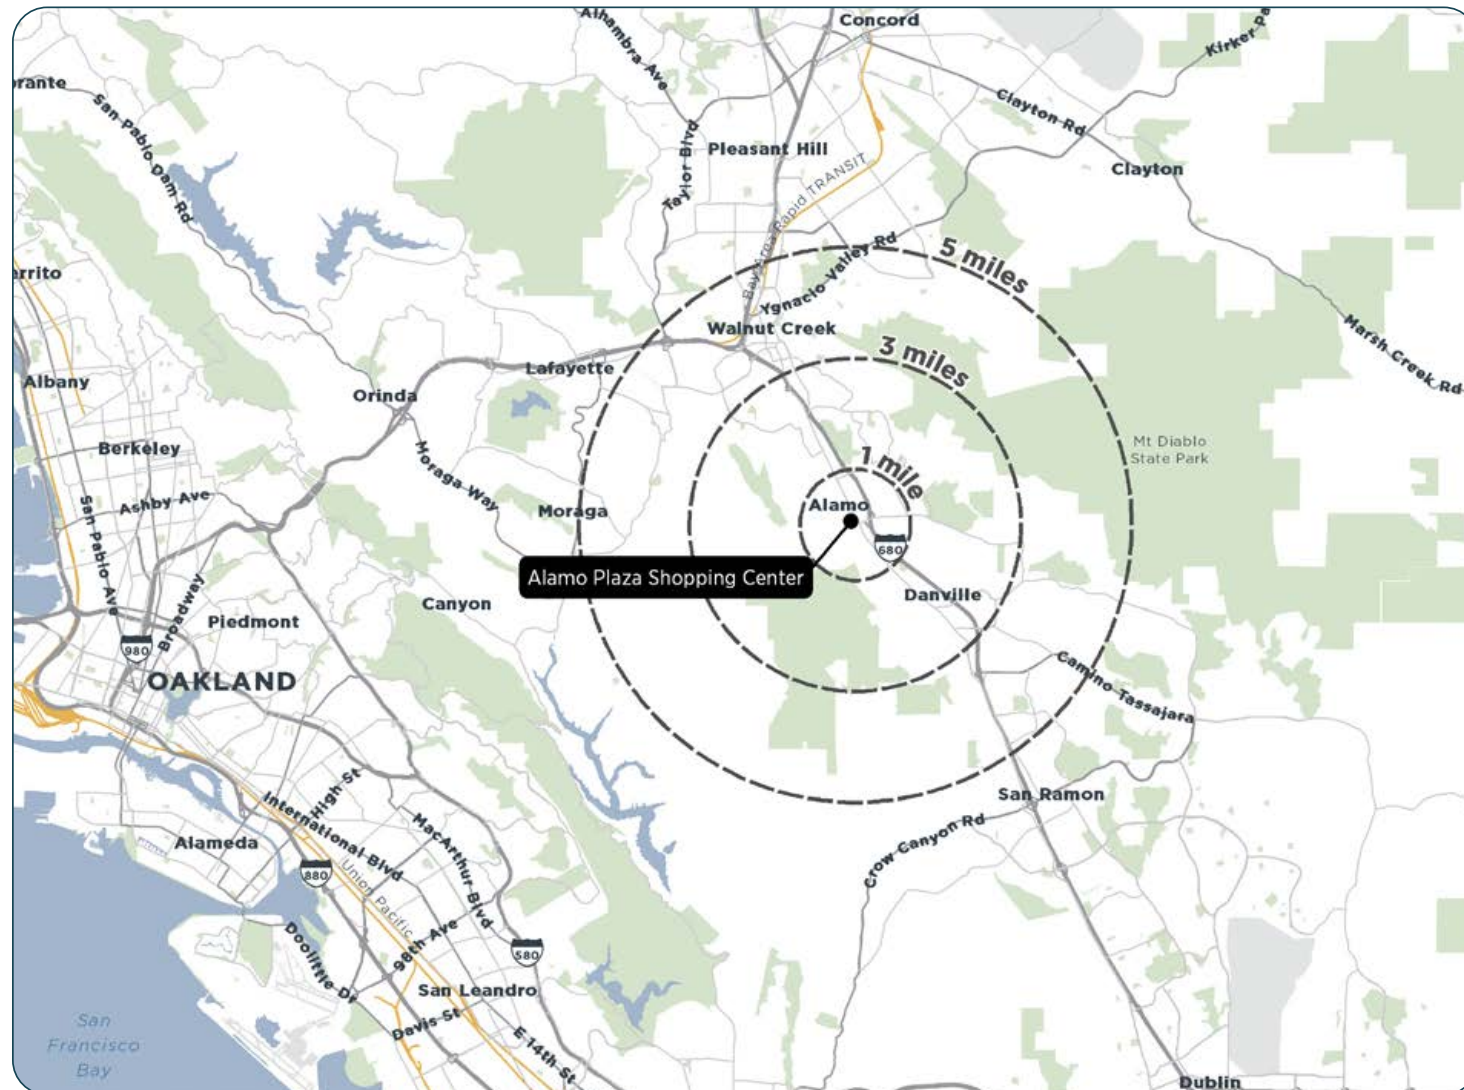 Concord
Alhambra Ave
Kirker Pa
orante
San Pablo Dam Rd
Clayton Rd
Taylor Blvd
Pleasant Hill
Clayton
Bay Area Rapid TRANSIT
Ygnacio Valley Rd
5 miles
errito
Walnut Creek
3 miles
Marsh Creek Rd
Lafayette
Albany
Orinda
Berkeley
Moraga Way
Mt Diablo
State Park
1 mile
Ashby Ave
San Pablo Ave
Moraga
Alamo
680
Alamo Plaza Shopping Center
Danville
Canyon
Broadway
Piedmont
980
OAKLAND
Camino Tassajara
San Ramon
High St
International Blvd
MacArthur Blvd
Crow Canyon Rd
Alameda
880
Union Pacific
98th Ave
Doolittle Dr
580
San Leandro
Davis St
E 14th St
San
Francisco
Bay
Dublin